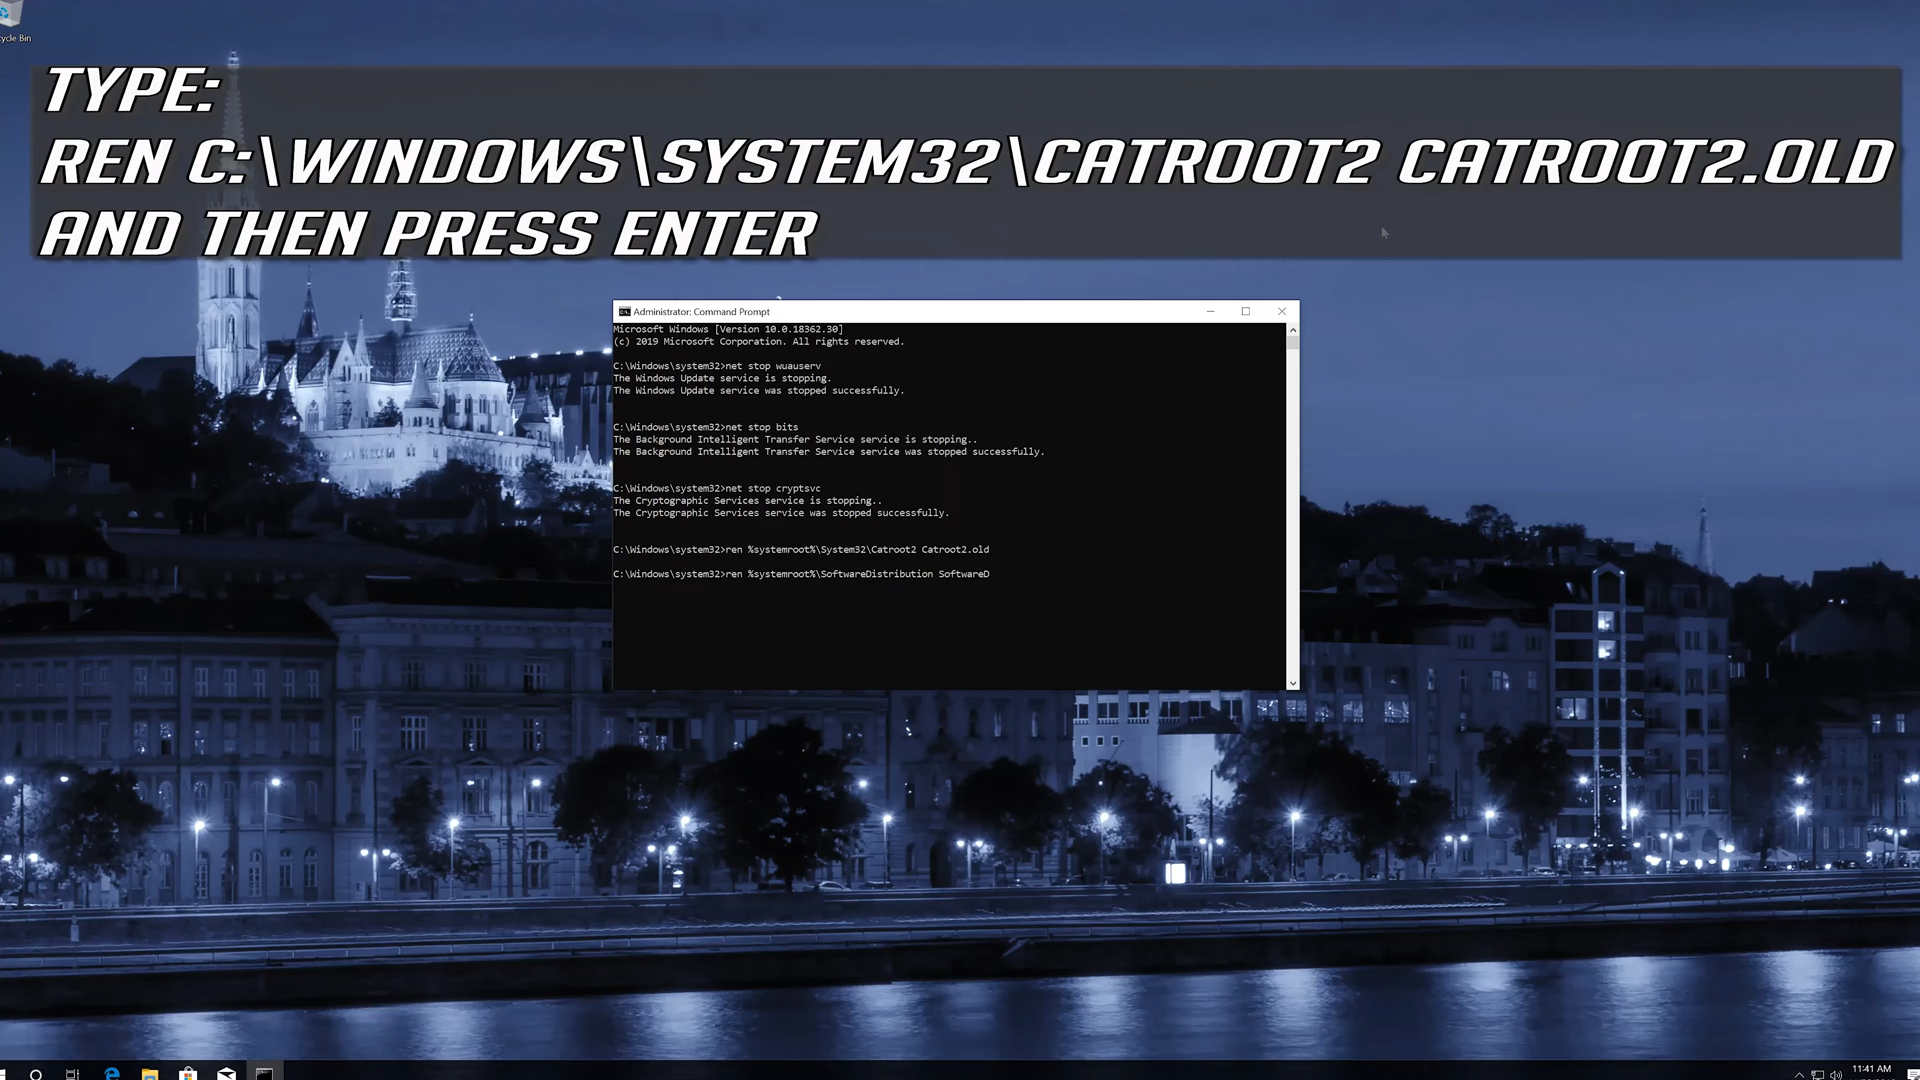 cycle Bin
TYPE:
REN C:\WINDOWS\SYSTEM32\CATROOT2 CATROOT2.OLD
AND THEN PRESS ENTER
Administrator: Command Prompt
Microsoft Windows [Version 10.0.18362.30]
(c) 2019 Microsoft Corporation. All rights reserved.
C:\Windows\system32>net stop wuauserv
The Windows Update service is stopping.
The Windows Update service was stopped successfully.
C:\Windows\system32>net stop bits
The Background Intelligent Transfer Service service is stopping..
The Background Intelligent Transfer Service service was stopped successfully.
C:\Windows\system32>net stop cryptsvc
The Cryptographic Services service is stopping..
The Cryptographic Services service was stopped successfully.
C:\Windows\system32>ren %systemroot%\System32\Catroot2 Catroot2.old
C:\Windows\system32>ren %systemroot%\SoftwareDistribution SoftwareD
11:41 AM